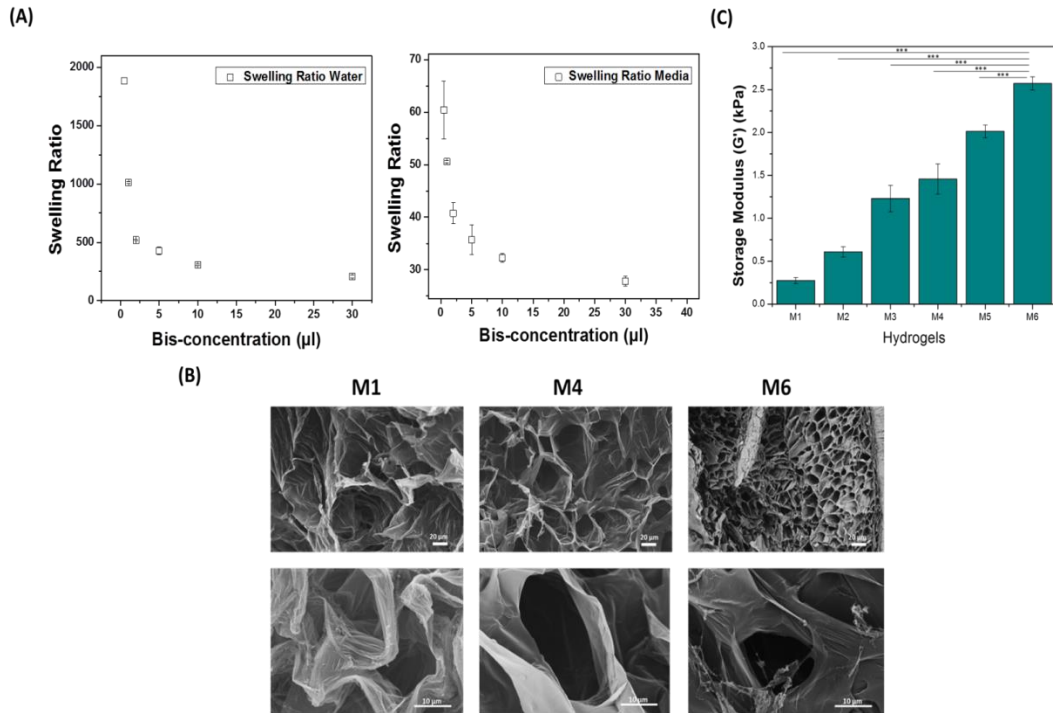 (A)
Swelling Ratio Water
2000
1500
1000
500
0
Swelling Ratio
0 5 10 15 20 25 30
Bis-concentration (µl)
Swelling Ratio Media
70
60
50
40
30
Swelling Ratio
0 5 10 15 20 25 30 35 40
Bis-concentration (µl)
(C)
3.0
2.5
2.0
1.5
1.0
0.5
0.0
Storage Modulus (G') (kPa)
***
***
***
***
***
M1 M2 M3 M4 M5 M6
Hydrogels
(B)
M1 M4 M6
20 µm 20 µm 20 µm
10 µm 10 µm 10 µm